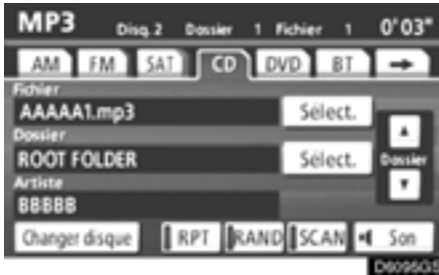 MP3 Disq. 2 Dossier 1 Fichier 1 0'03"
AM FM SAT CD DVD BT
Fichier
AAAAA1.mp3 Sélect.
Dossier
ROOT FOLDER Sélect. Dossier
Artiste
BBBBB
Changer disque RPT RAND SCAN Son
D6095GS